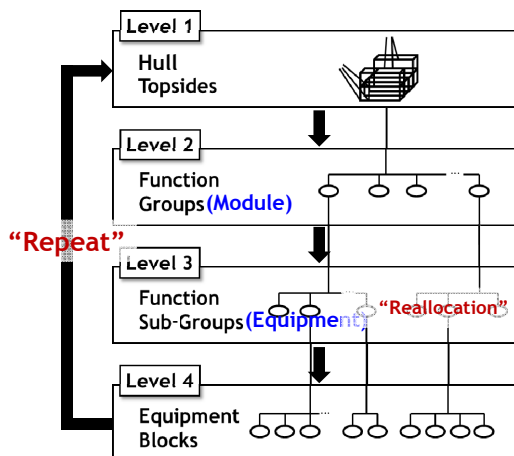 Level 1
Hull
Topsides
Level 2
Function
Groups(Module)
...
“Repeat”
Level 3
Function
Sub-Groups(Equipment)
...
“Reallocation”
Level 4
Equipment
Blocks
...